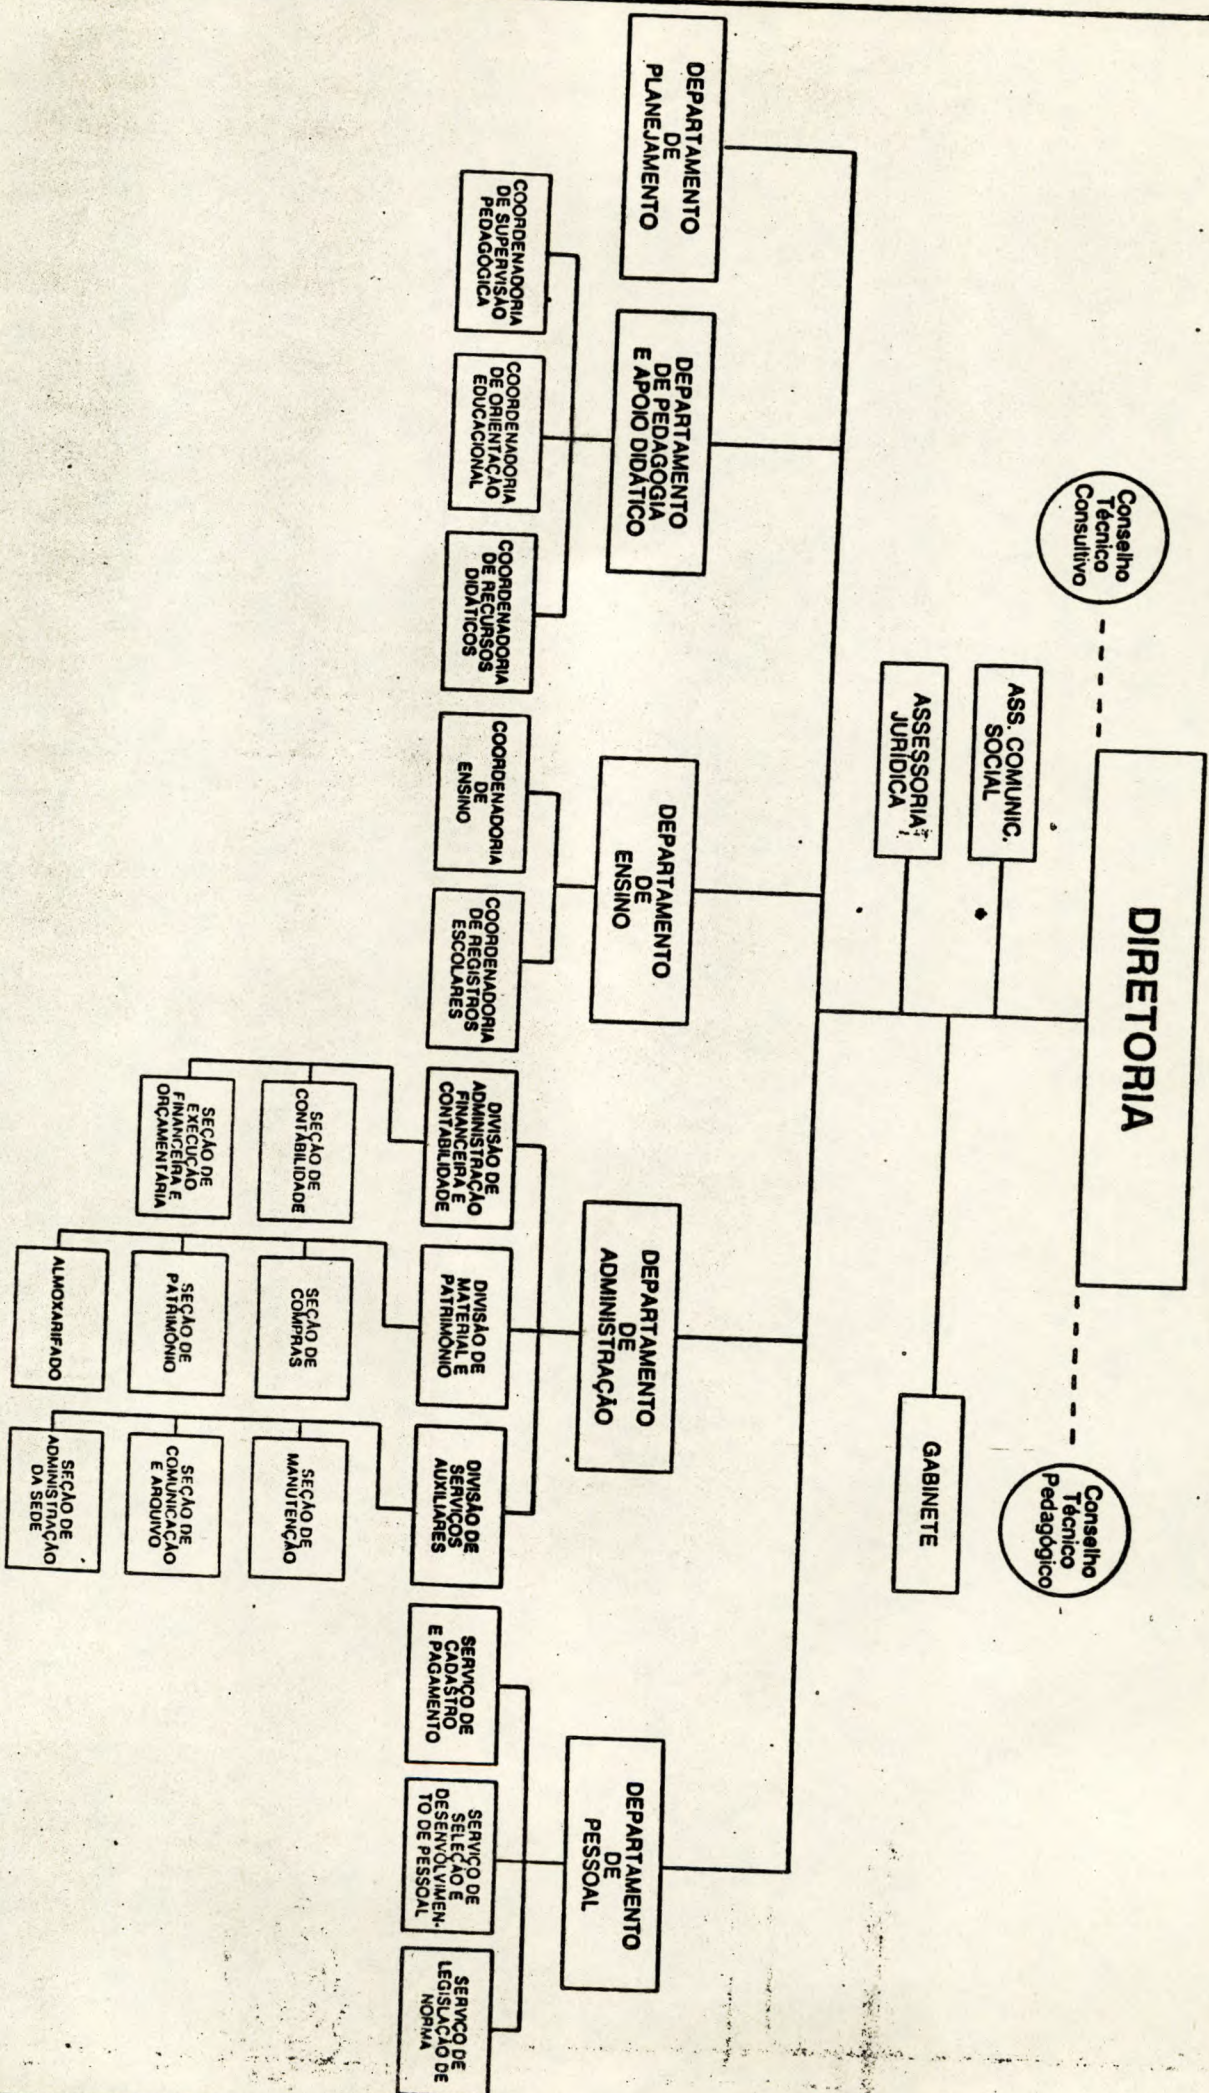 DIRETORIA
Conselho
Técnico
Consultivo
Conselho
Técnico
Pedagógico
ASS. COMUNIC.
SOCIAL
ASSESSORIA
JURÍDICA
GABINETE
DEPARTAMENTO
DE
PLANEJAMENTO
DEPARTAMENTO
DE PEDAGOGIA
E APOIO DIDÁTICO
DEPARTAMENTO
DE
ENSINO
DEPARTAMENTO
DE
ADMINISTRAÇÃO
DEPARTAMENTO
DE
PESSOAL
COORDENADORIA
DE SUPERVISÃO
PEDAGÓGICA
COORDENADORIA
DE ORIENTAÇÃO
EDUCACIONAL
COORDENADORIA
DE RECURSOS
DIDÁTICOS
COORDENADORIA
DE
ENSINO
COORDENADORIA
DE REGISTROS
ESCOLARES
DIVISÃO DE
ADMINISTRAÇÃO
FINANCEIRA E
CONTABILIDADE
DIVISÃO DE
MATERIAL E
PATRIMÔNIO
DIVISÃO DE
SERVIÇOS
AUXILIARES
SERVIÇO DE
CADASTRO
E PAGAMENTO
SERVIÇO DE
SELEÇÃO E
DESENVOLVIMEN-
TO DE PESSOAL
SERVIÇO DE
LEGISLAÇÃO DE
NORMA
SEÇÃO DE
CONTABILIDADE
SEÇÃO DE
COMPRAS
SEÇÃO DE
MANUTENÇÃO
SEÇÃO DE
EXECUÇÃO
FINANCEIRA E
ORÇAMENTÁRIA
SEÇÃO DE
PATRIMÔNIO
SEÇÃO DE
COMUNICAÇÃO
E ARQUIVO
ALMOXARIFADO
SEÇÃO DE
ADMINISTRAÇÃO
DA SEDE